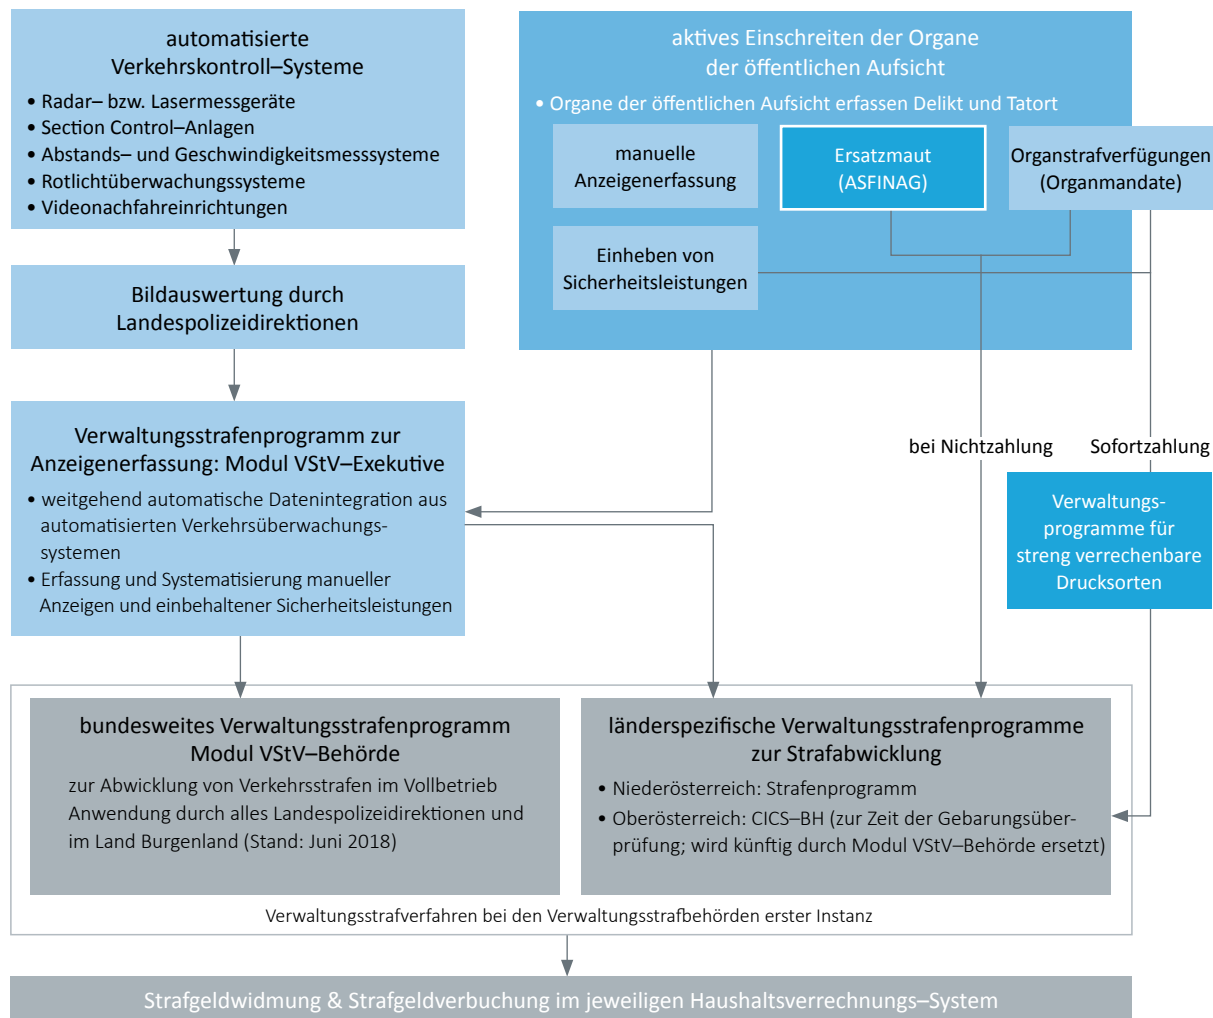 automatisierte
Verkehrskontroll–Systeme
• Radar– bzw. Lasermessgeräte
• Section Control–Anlagen
• Abstands– und Geschwindigkeitsmesssysteme
• Rotlichtüberwachungssysteme
• Videonachfahreinrichtungen
Bildauswertung durch
Landespolizeidirektionen
Verwaltungsstrafenprogramm zur
Anzeigenerfassung: Modul VStV–Exekutive
• weitgehend automatische Datenintegration aus
automatisierten Verkehrsüberwachungs-
systemen
• Erfassung und Systematisierung manueller
Anzeigen und einbehaltener Sicherheitsleistungen
aktives Einschreiten der Organe
der öffentlichen Aufsicht
• Organe der öffentlichen Aufsicht erfassen Delikt und Tatort
manuelle
Anzeigenerfassung
Ersatzmaut
(ASFINAG)
Organstrafverfügungen
(Organmandate)
Einheben von
Sicherheitsleistungen
bei Nichtzahlung
Sofortzahlung
Verwaltungs-
programme für
streng verrechenbare
Drucksorten
bundesweites Verwaltungsstrafenprogramm
Modul VStV–Behörde
zur Abwicklung von Verkehrsstrafen im Vollbetrieb
Anwendung durch alles Landespolizeidirektionen und
im Land Burgenland (Stand: Juni 2018)
länderspezifische Verwaltungsstrafenprogramme
zur Strafabwicklung
• Niederösterreich: Strafenprogramm
• Oberösterreich: CICS–BH (zur Zeit der Gebarungsüber-
prüfung; wird künftig durch Modul VStV–Behörde ersetzt)
Verwaltungsstrafverfahren bei den Verwaltungsstrafbehörden erster Instanz
Strafgeldwidmung & Strafgeldverbuchung im jeweiligen Haushaltsverrechnungs–System